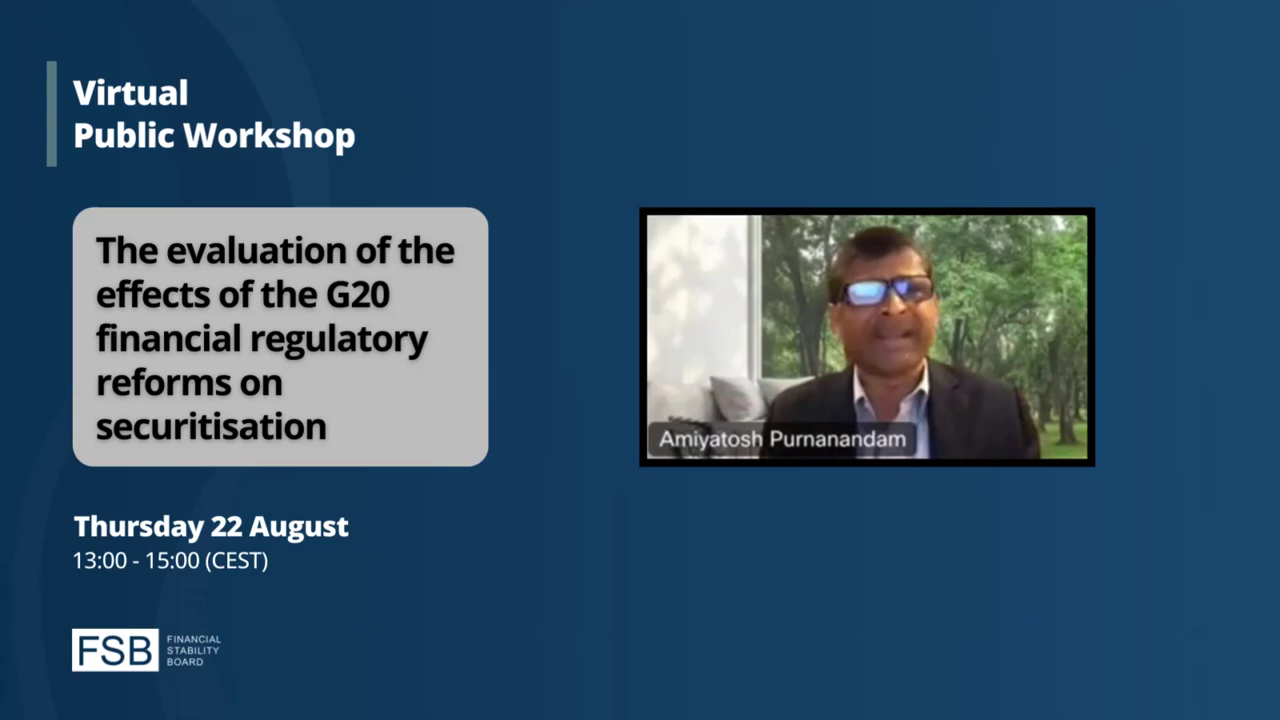 Virtual
Public Workshop
The evaluation of the
effects of the G20
financial regulatory
reforms on
securitisation
Amiyatosh Purnanandam
Thursday 22 August
13:00 - 15:00 (CEST)
FSB
FINANCIAL
STABILITY
BOARD